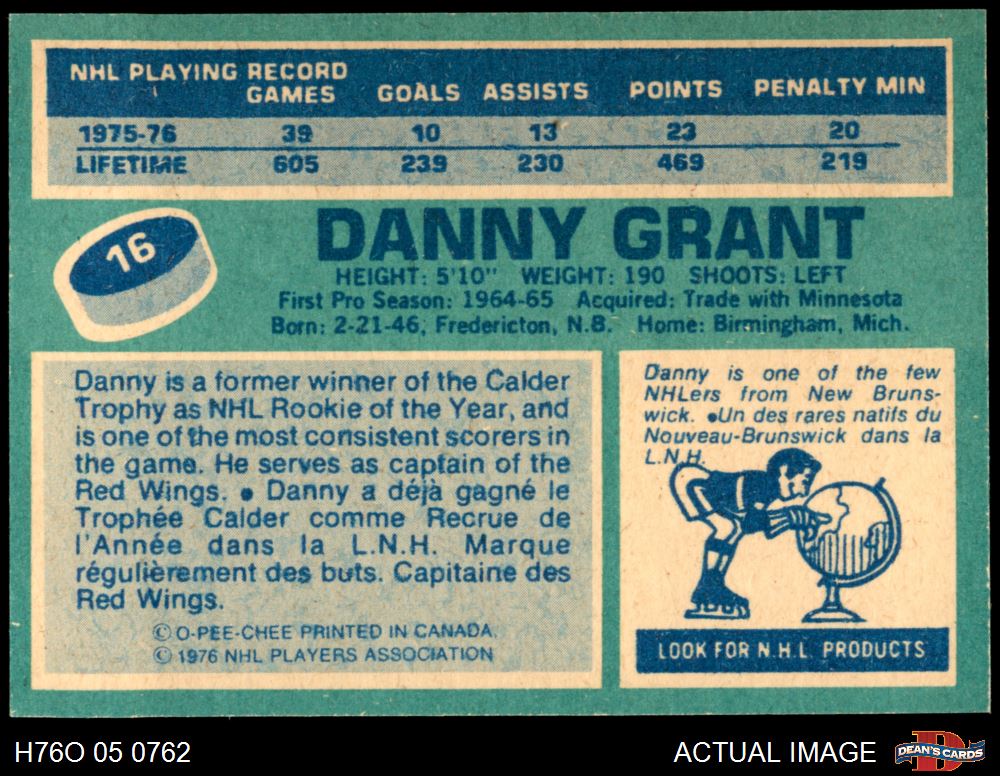 NHL PLAYING RECORD
GAMES GOALS ASSISTS POINTS PENALTY MIN
1975-76 39 10 13 23 20
LIFETIME 605 239 230 469 219
16
DANNY GRANT
HEIGHT: 5'10" WEIGHT: 190 SHOOTS: LEFT
First Pro Season: 1964-65 Acquired: Trade with Minnesota
Born: 2-21-46, Fredericton, N.B. Home: Birmingham, Mich.
Danny is a former winner of the Calder
Trophy as NHL Rookie of the Year, and
is one of the most consistent scorers in
the game. He serves as captain of the
Red Wings. ● Danny a déjà gagné le
Trophée Calder comme Recrue de
l'Année dans la L.N.H. Marque
régulièrement des buts. Capitaine des
Red Wings.
© O-PEE-CHEE PRINTED IN CANADA.
© 1976 NHL PLAYERS ASSOCIATION
Danny is one of the few
NHLers from New Bruns-
wick. ●Un des rares natifs du
Nouveau-Brunswick dans la
L.N.H.
LOOK FOR N.H.L. PRODUCTS
H76O 05 0762
ACTUAL IMAGE
DEAN'S CARDS